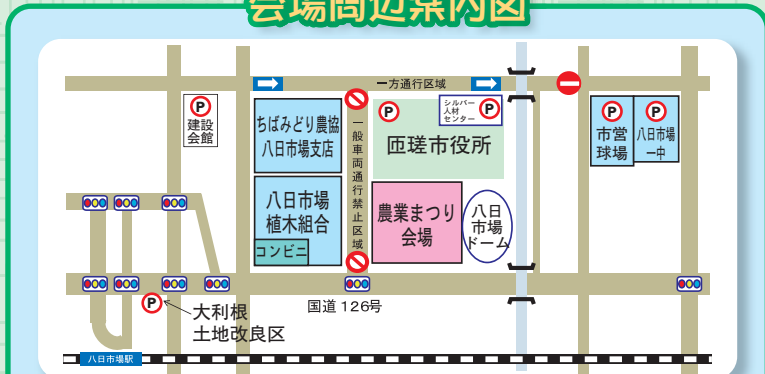 会場周辺案内図
一方通行区域
P
建設
会館
ちばみどり農協
八日市場支店
一般車両通行禁止区域
P
シルバー
人材
センター
P
匝瑳市役所
P
市営
球場
P
八日市場
一中
八日市場
植木組合
コンビニ
農業まつり
会場
八日
市場
ドーム
P
大利根
土地改良区
国道126号
八日市場駅